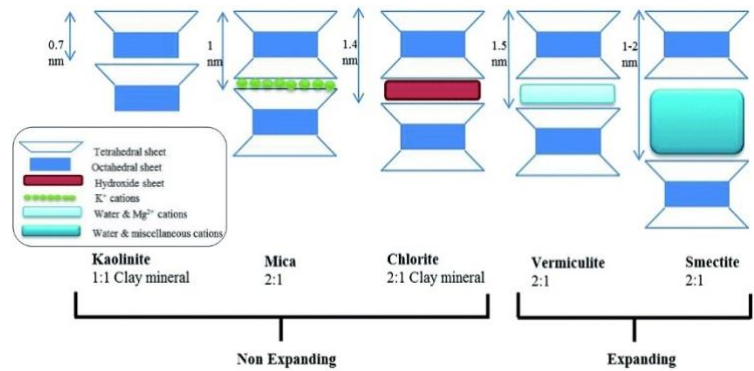 0.7
nm
1
nm
1.4
nm
1.5
nm
1-2
nm
Tetrahedral sheet
Octahedral sheet
Hydroxide sheet
K⁺ cations
Water & Mg²⁺ cations
Water & miscellaneous cations
Kaolinite
1:1 Clay mineral
Mica
2:1
Chlorite
2:1 Clay mineral
Vermiculite
2:1
Smectite
2:1
Non Expanding
Expanding